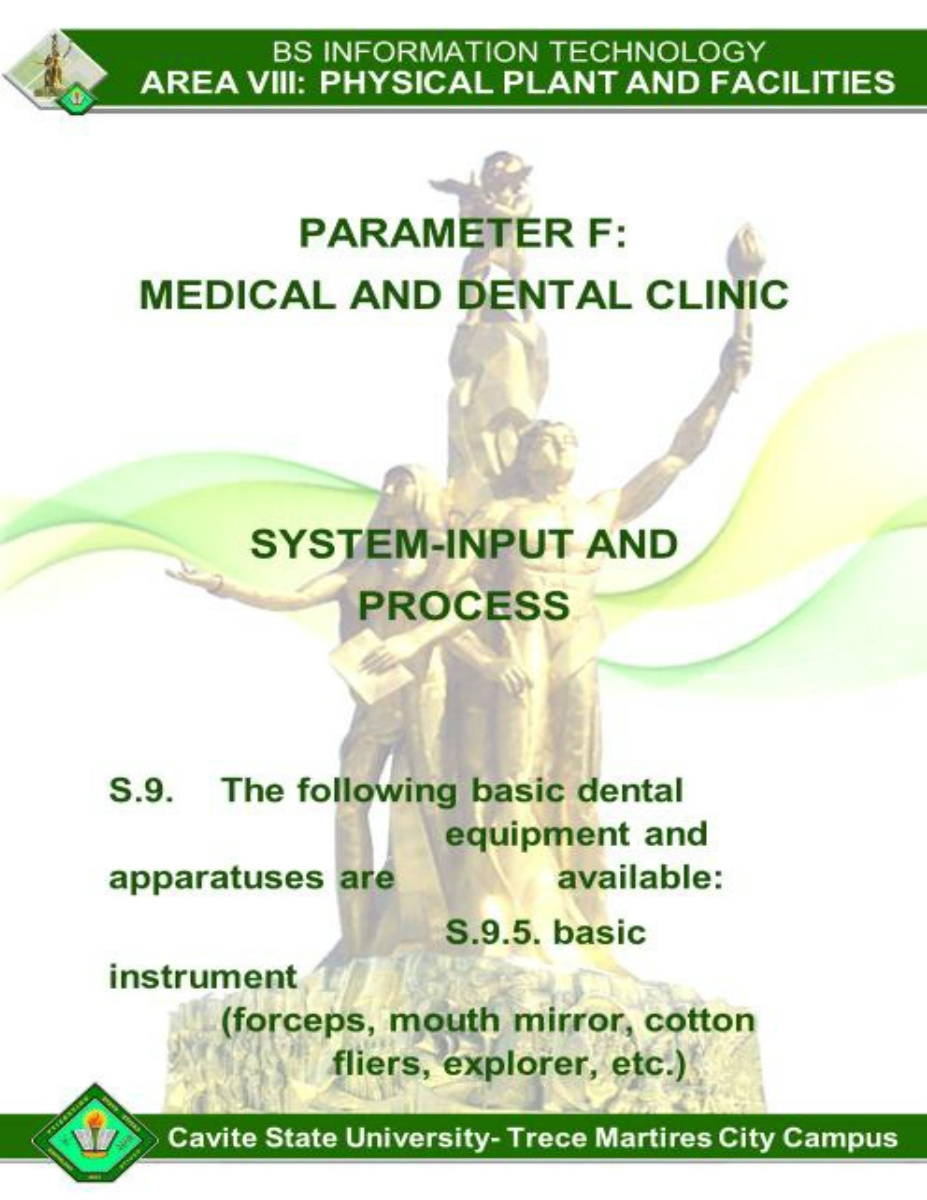 BS INFORMATION TECHNOLOGY
AREA VIII: PHYSICAL PLANT AND FACILITIES
PARAMETER F:
MEDICAL AND DENTAL CLINIC
SYSTEM-INPUT AND
PROCESS
S.9. The following basic dental
equipment and
apparatuses are available:
S.9.5. basic
instrument
(forceps, mouth mirror, cotton
fliers, explorer, etc.)
Cavite State University- Trece Martires City Campus